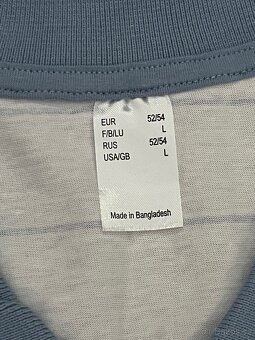 EUR 52/54
F/B/LU L
RUS 52/54
USA/GB L
Made in Bangladesh